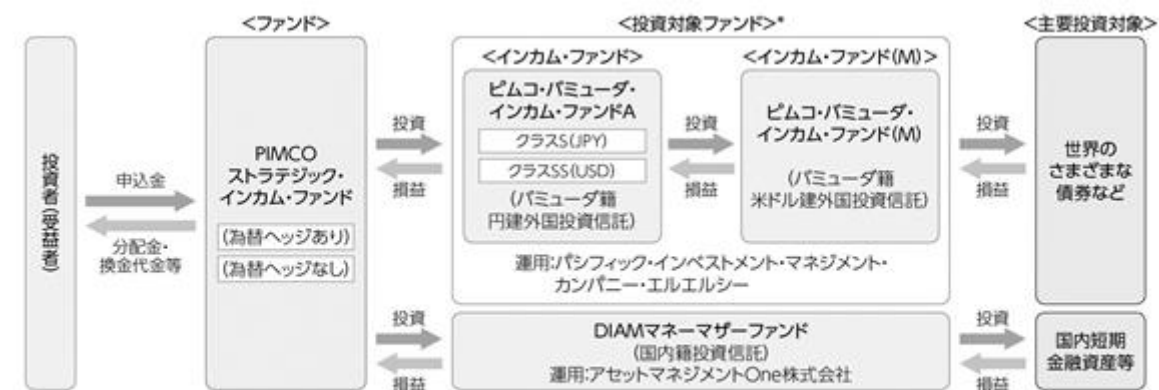 <ファンド>
<投資対象ファンド>*
<主要投資対象>
投資者(受益者)
申込金
分配金・
換金代金等
PIMCO
ストラテジック・
インカム・ファンド
(為替ヘッジあり)
(為替ヘッジなし)
投資
損益
<インカム・ファンド>
ピムコ・バミューダ・
インカム・ファンドA
クラスS(JPY)
クラスSS(USD)
(バミューダ籍
円建外国投資信託)
投資
損益
<インカム・ファンド(M)>
ピムコ・バミューダ・
インカム・ファンド(M)
(バミューダ籍
米ドル建外国投資信託)
運用:パシフィック・インベストメント・マネジメント・
カンパニー・エルエルシー
投資
損益
世界の
さまざまな
債券など
投資
損益
DIAMマネーマザーファンド
(国内籍投資信託)
運用:アセットマネジメントOne株式会社
投資
損益
国内短期
金融資産等